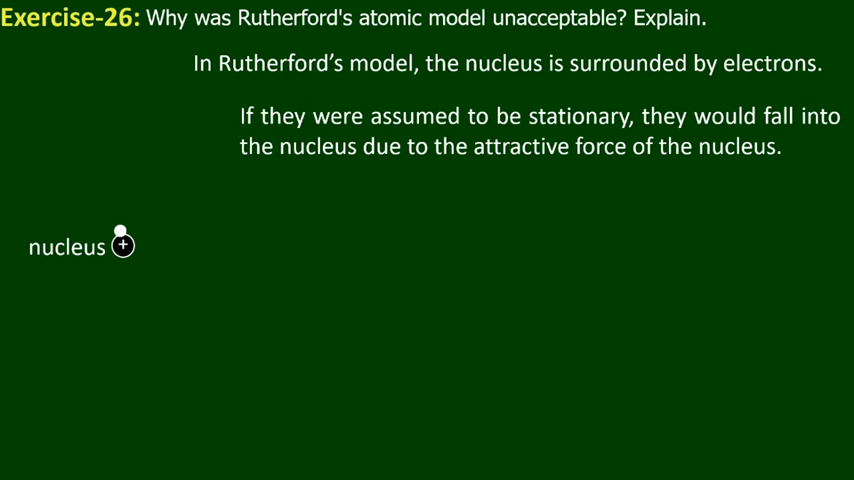 Exercise-26: Why was Rutherford's atomic model unacceptable? Explain.
In Rutherford’s model, the nucleus is surrounded by electrons.
If they were assumed to be stationary, they would fall into
the nucleus due to the attractive force of the nucleus.
nucleus +